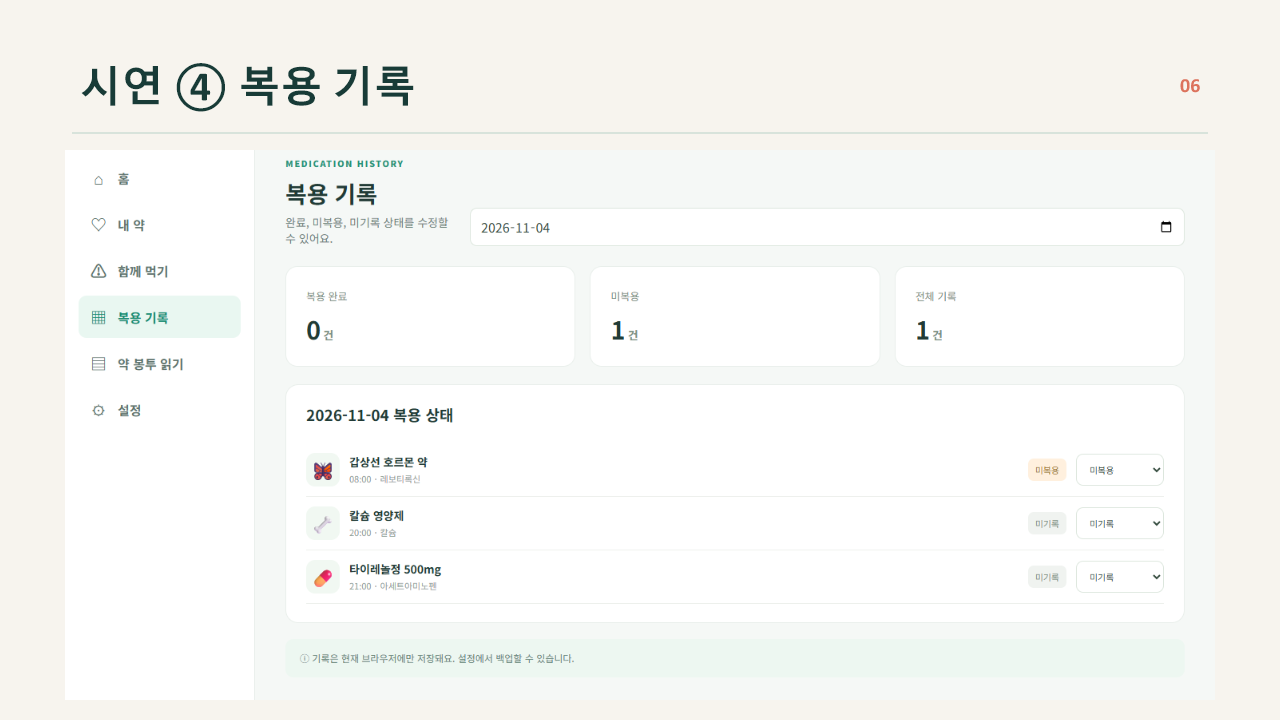 시연 ④ 복용 기록
06
홈
내 약
함께 먹기
복용 기록
약 봉투 읽기
설정
MEDICATION HISTORY
복용 기록
완료, 미복용, 미기록 상태를 수정할
수 있어요.
2026-11-04
복용 완료
0 건
미복용
1 건
전체 기록
1 건
2026-11-04 복용 상태
갑상선 호르몬 약
08:00 · 레보티록신
미복용
미복용
칼슘 영양제
20:00 · 칼슘
미기록
미기록
타이레놀정 500mg
21:00 · 아세트아미노펜
미기록
미기록
ⓘ 기록은 현재 브라우저에만 저장돼요. 설정에서 백업할 수 있습니다.